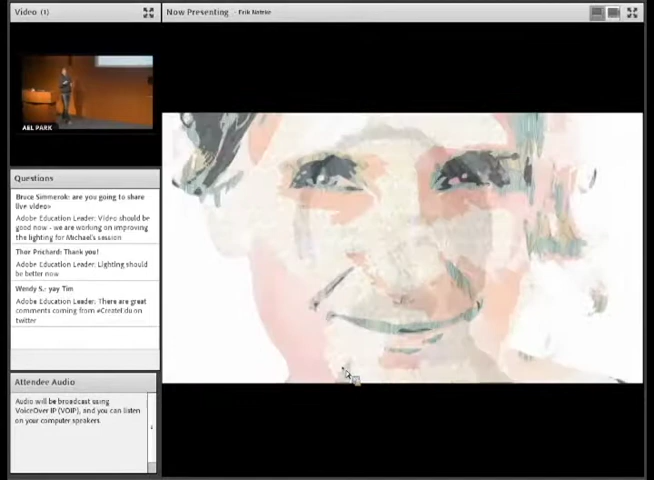 Video (1)
Now Presenting - Erik Natzke
AEL PARK
Questions
Bruce Simmerok: are you going to share
live video>
Adobe Education Leader: Video should be
good now - we are working on improving
the lighting for Michael's session
Thor Prichard: Thank you!
Adobe Education Leader: Lighting should
be better now
Wendy S.: yay Tim
Adobe Education Leader: There are great
comments coming from #CreateEdu on
twitter
Attendee Audio
Audio will be broadcast using
VoiceOver IP (VOIP), and you can listen
on your computer speakers